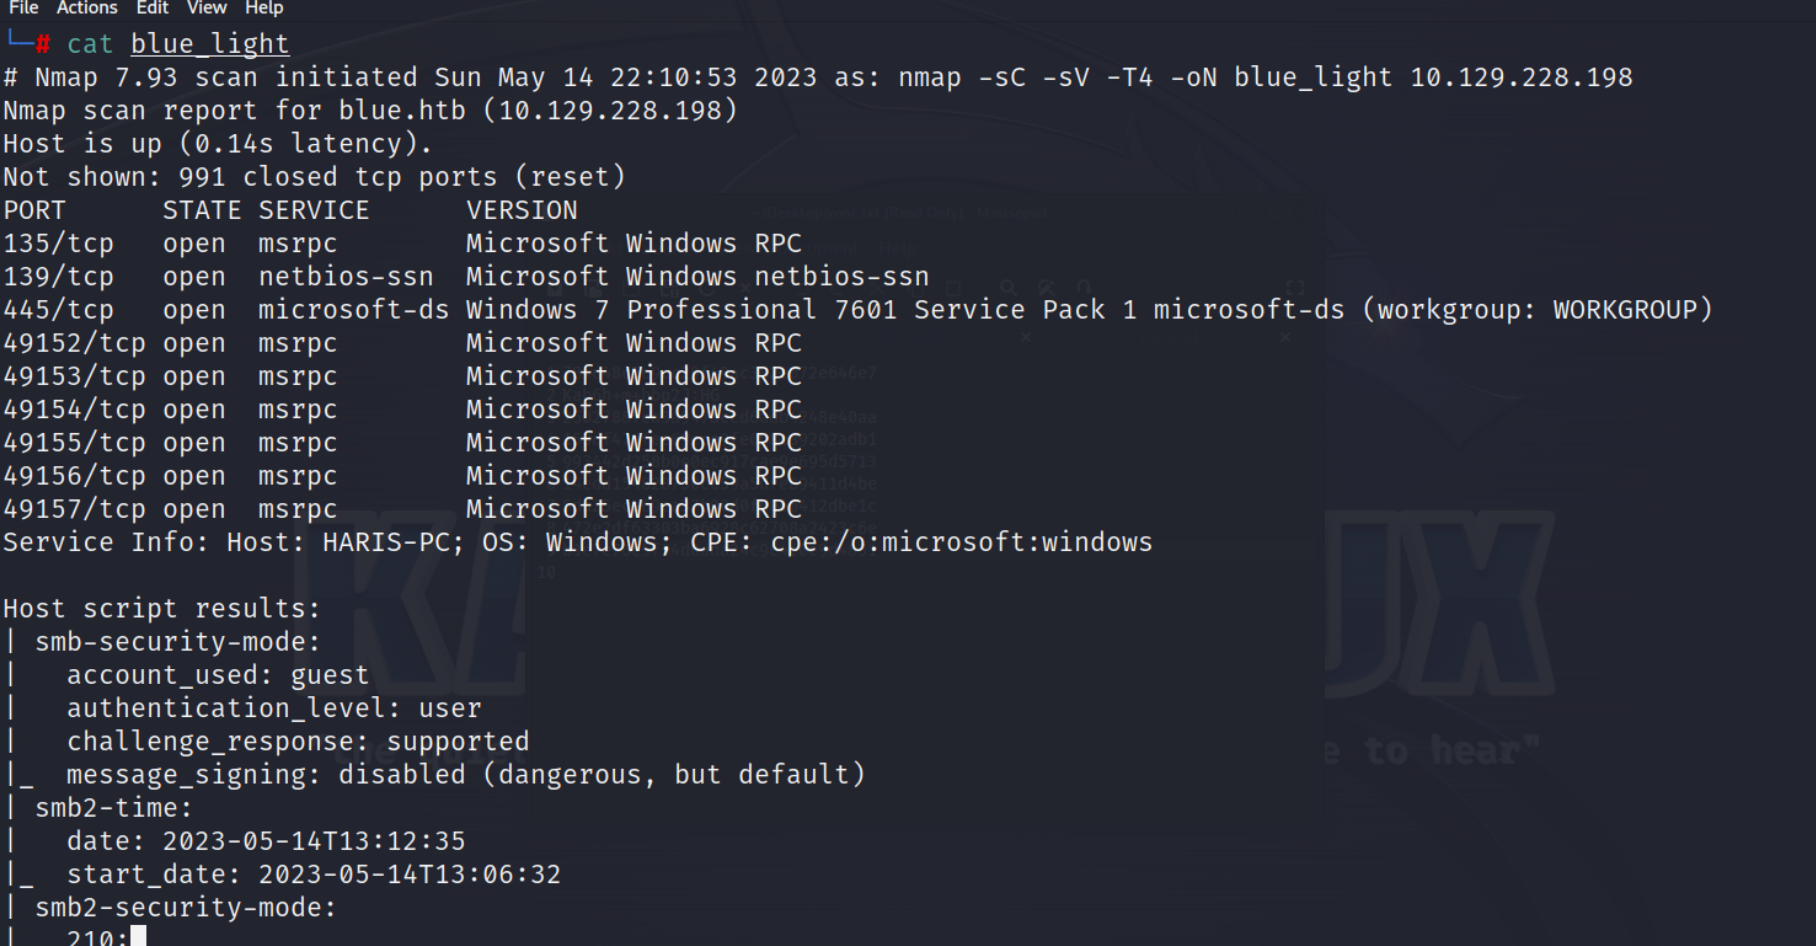 File Actions Edit View Help
└─# cat blue_light
# Nmap 7.93 scan initiated Sun May 14 22:10:53 2023 as: nmap -sC -sV -T4 -oN blue_light 10.129.228.198
Nmap scan report for blue.htb (10.129.228.198)
Host is up (0.14s latency).
Not shown: 991 closed tcp ports (reset)
PORT      STATE SERVICE      VERSION
135/tcp   open  msrpc        Microsoft Windows RPC
139/tcp   open  netbios-ssn  Microsoft Windows netbios-ssn
445/tcp   open  microsoft-ds Windows 7 Professional 7601 Service Pack 1 microsoft-ds (workgroup: WORKGROUP)
49152/tcp open  msrpc        Microsoft Windows RPC
49153/tcp open  msrpc        Microsoft Windows RPC
49154/tcp open  msrpc        Microsoft Windows RPC
49155/tcp open  msrpc        Microsoft Windows RPC
49156/tcp open  msrpc        Microsoft Windows RPC
49157/tcp open  msrpc        Microsoft Windows RPC
Service Info: Host: HARIS-PC; OS: Windows; CPE: cpe:/o:microsoft:windows
Host script results:
| smb-security-mode:
|   account_used: guest
|   authentication_level: user
|   challenge_response: supported
|_  message_signing: disabled (dangerous, but default)
| smb2-time:
|   date: 2023-05-14T13:12:35
|_  start_date: 2023-05-14T13:06:32
| smb2-security-mode:
|   210: